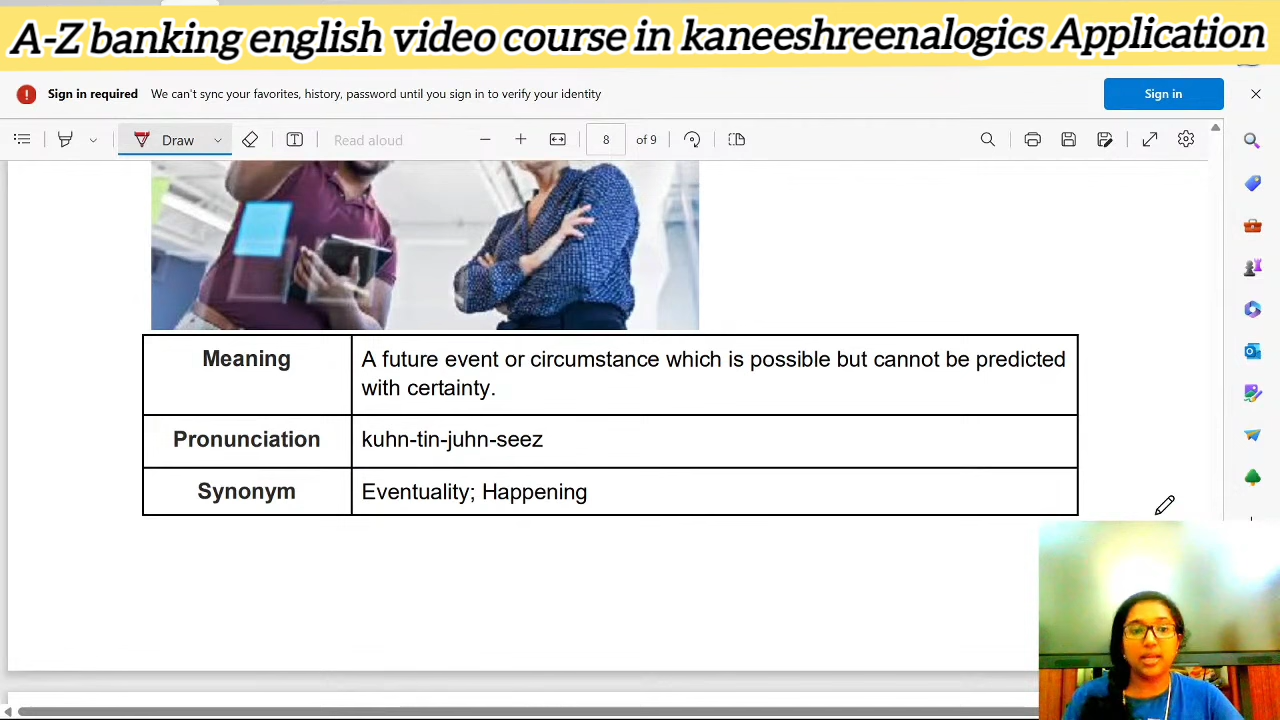 A-Z banking english video course in kaneeshreenalogics Application
Sign in required We can't sync your favorites, history, password until you sign in to verify your identity
Sign in
Draw
Read aloud
8
of 9
Meaning
A future event or circumstance which is possible but cannot be predicted
with certainty.
Pronunciation
kuhn-tin-juhn-seez
Synonym
Eventuality; Happening